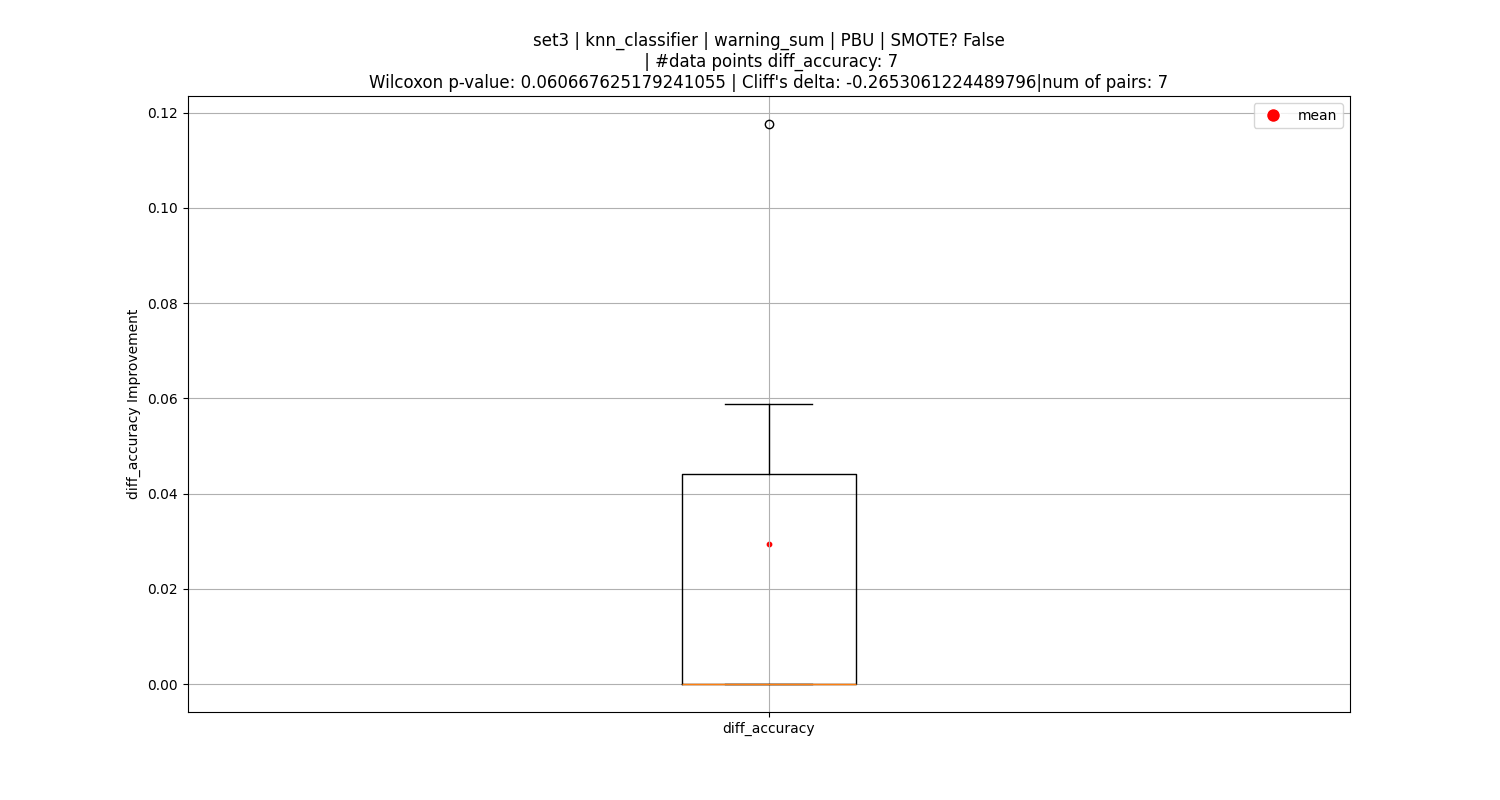 set3 | knn_classifier | warning_sum | PBU | SMOTE? False
| #data points diff_accuracy: 7
Wilcoxon p-value: 0.060667625179241055 | Cliff's delta: -0.2653061224489796|num of pairs: 7
mean
0.12
0.10
0.08
0.06
0.04
0.02
0.00
diff_accuracy Improvement
diff_accuracy